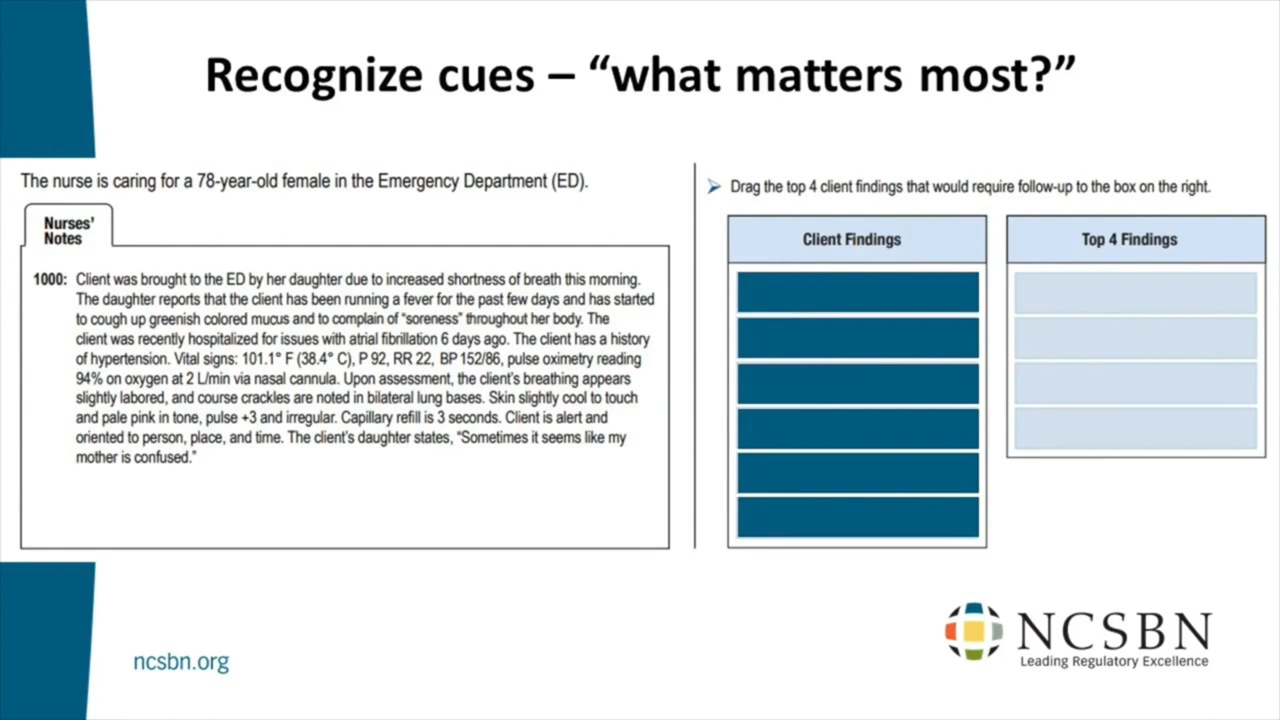 Recognize cues – “what matters most?”
The nurse is caring for a 78-year-old female in the Emergency Department (ED).
Nurses’
Notes
1000: Client was brought to the ED by her daughter due to increased shortness of breath this morning.
The daughter reports that the client has been running a fever for the past few days and has started
to cough up greenish colored mucus and to complain of “soreness” throughout her body. The
client was recently hospitalized for issues with atrial fibrillation 6 days ago. The client has a history
of hypertension. Vital signs: 101.1° F (38.4° C), P 92, RR 22, BP 152/86, pulse oximetry reading
94% on oxygen at 2 L/min via nasal cannula. Upon assessment, the client’s breathing appears
slightly labored, and course crackles are noted in bilateral lung bases. Skin slightly cool to touch
and pale pink in tone, pulse +3 and irregular. Capillary refill is 3 seconds. Client is alert and
oriented to person, place, and time. The client’s daughter states, “Sometimes it seems like my
mother is confused.”
Drag the top 4 client findings that would require follow-up to the box on the right.
Client Findings
Top 4 Findings
ncsbn.org
NCSBN
Leading Regulatory Excellence